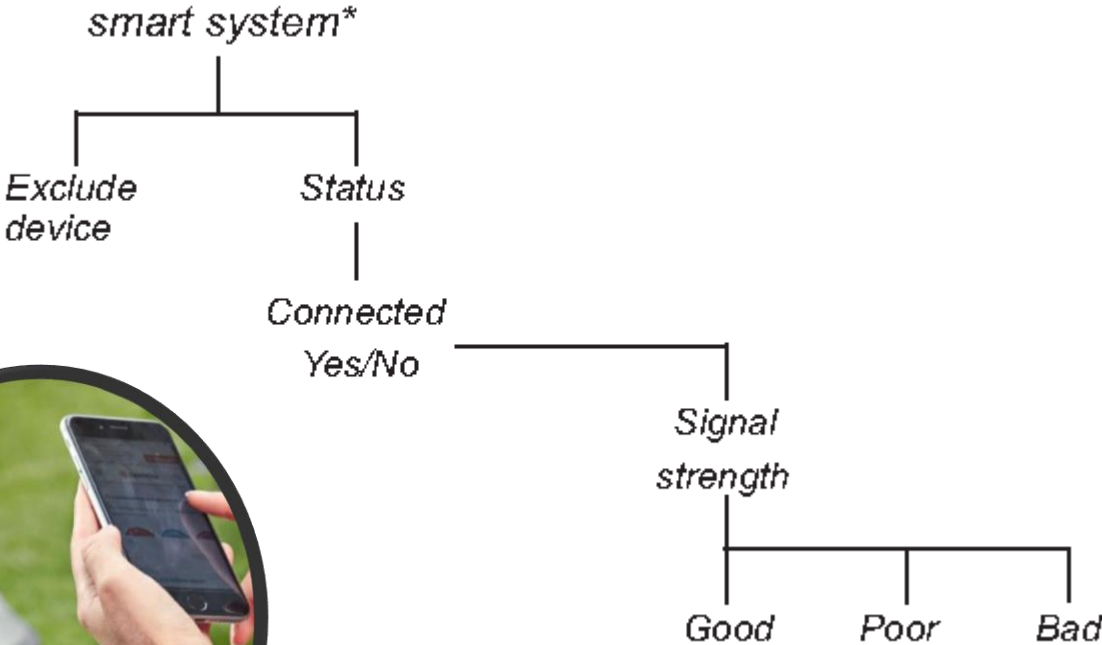 smart system*
Exclude
device
Status
Connected
Yes/No
Signal
strength
Good
Poor
Bad